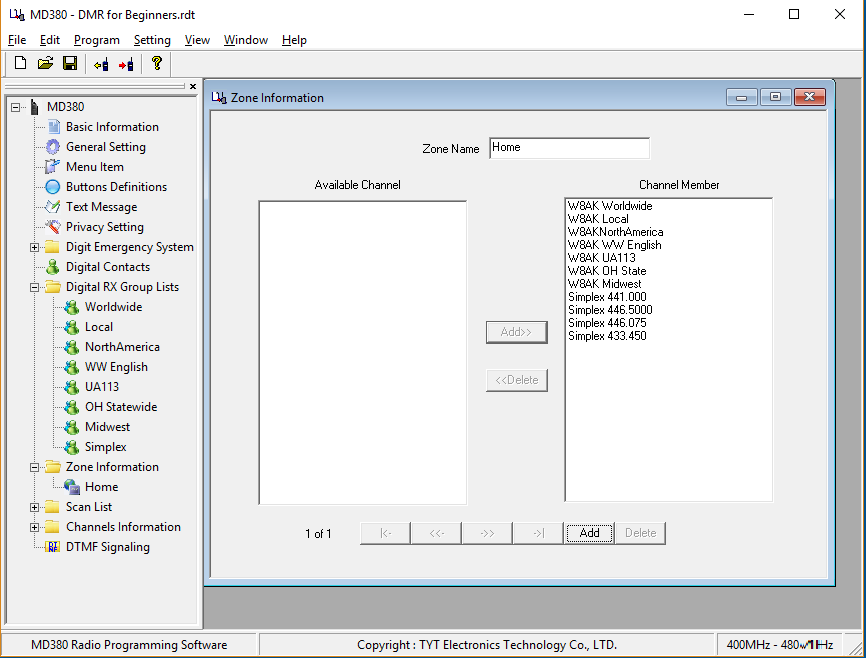 MD380 - DMR for Beginners.rdt
File Edit Program Setting View Window Help
MD380
Basic Information
General Setting
Menu Item
Buttons Definitions
Text Message
Privacy Setting
Digit Emergency System
Digital Contacts
Digital RX Group Lists
Worldwide
Local
NorthAmerica
WW English
UA113
OH Statewide
Midwest
Simplex
Zone Information
Home
Scan List
Channels Information
DTMF Signaling
Zone Information
Zone Name Home
Available Channel
Channel Member
W8AK Worldwide
W8AK Local
W8AKNorthAmerica
W8AK WW English
W8AK UA113
W8AK OH State
W8AK Midwest
Simplex 441.000
Simplex 446.5000
Simplex 446.075
Simplex 433.450
Add>>
<<Delete
1 of 1 |<- <<- ->> ->| Add Delete
MD380 Radio Programming Software
Copyright : TYT Electronics Technology Co., LTD.
400MHz - 480